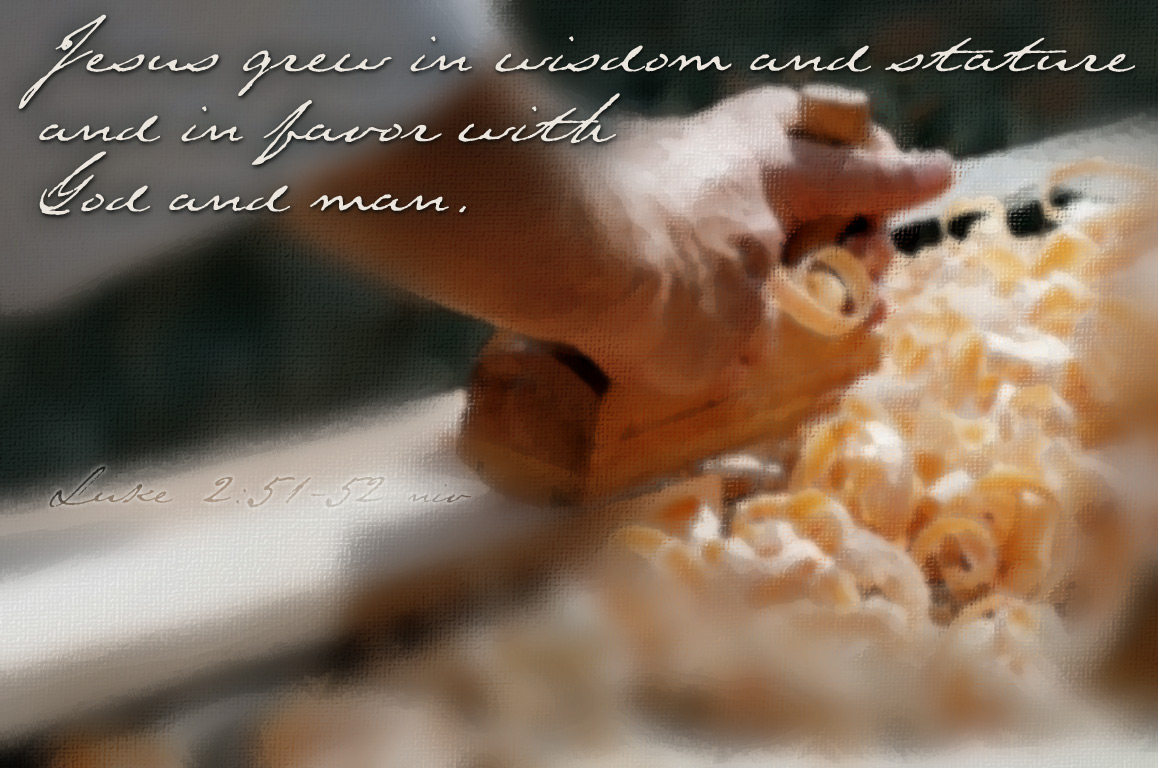 Jesus grew in wisdom and stature
and in favor with
God and man.
Luke 2:51-52 niv